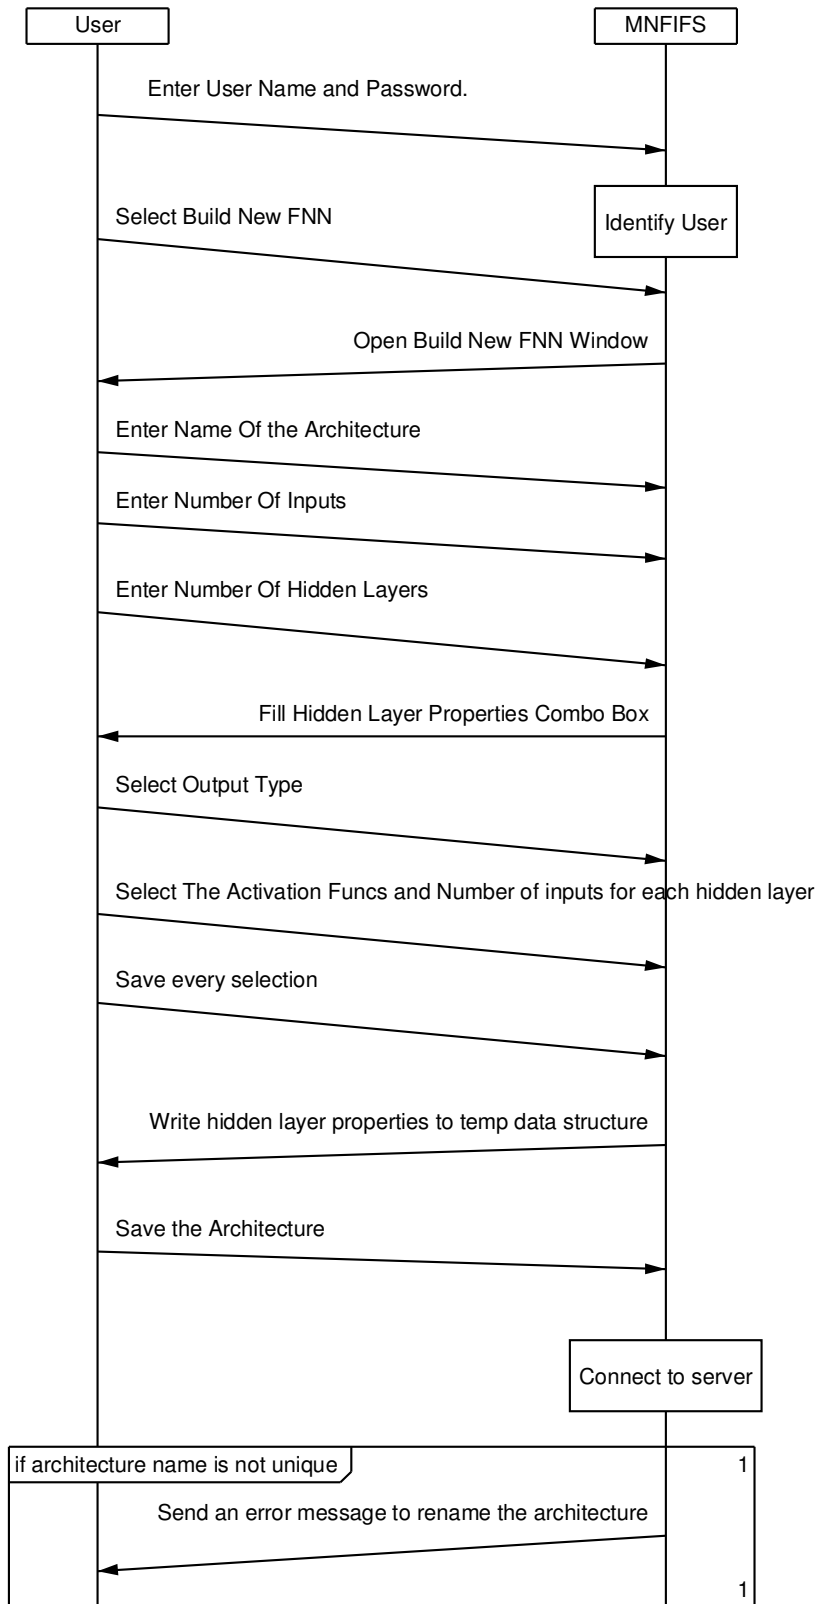 User
MNFIFS
Enter User Name and Password.
Identify User
Select Build New FNN
Open Build New FNN Window
Enter Name Of the Architecture
Enter Number Of Inputs
Enter Number Of Hidden Layers
Fill Hidden Layer Properties Combo Box
Select Output Type
Select The Activation Funcs and Number of inputs for each hidden layer
Save every selection
Write hidden layer properties to temp data structure
Save the Architecture
Connect to server
if architecture name is not unique
1
Send an error message to rename the architecture
1